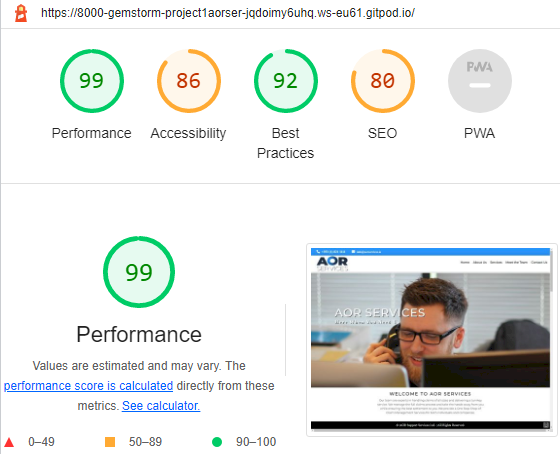 https://8000-gemstorm-project1aorser-jqdoimy6uhq.ws-eu61.gitpod.io/
99
86
92
80
PWA
Performance
Accessibility
Best
Practices
SEO
PWA
99
Performance
Values are estimated and may vary. The
performance score is calculated directly from these
metrics. See calculator.
0–49
50–89
90–100
AOR
SERVICES
Home About Us Services Meet the Team Contact Us
AOR SERVICES
WELCOME TO AOR SERVICES